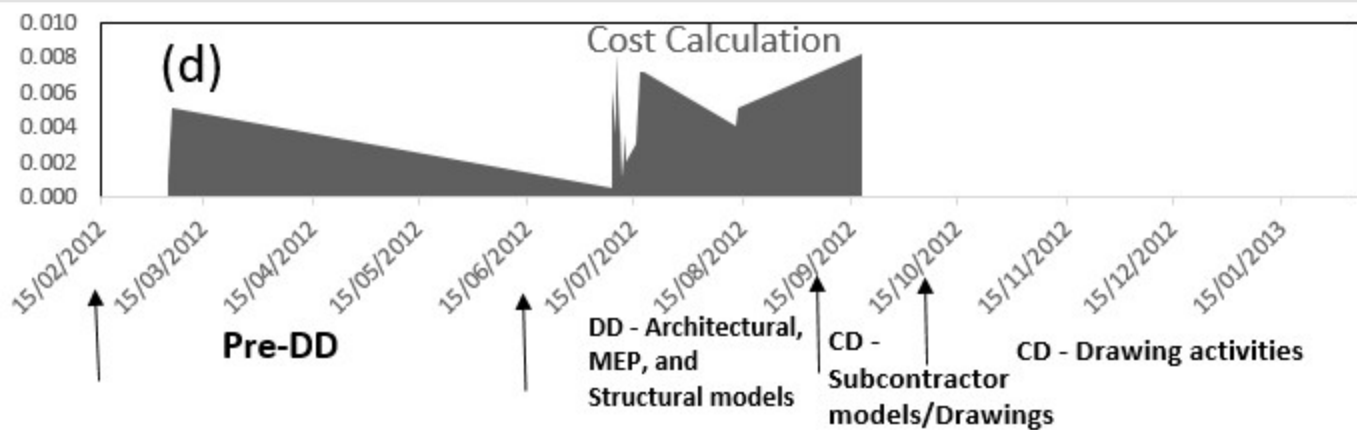 0.010
0.008
0.006
0.004
0.002
0.000
(d)
Cost Calculation
15/02/2012
15/03/2012
15/04/2012
15/05/2012
15/06/2012
15/07/2012
15/08/2012
15/09/2012
15/10/2012
15/11/2012
15/12/2012
15/01/2013
Pre-DD
DD - Architectural,
MEP, and
Structural models
CD -
Subcontractor
models/Drawings
CD - Drawing activities